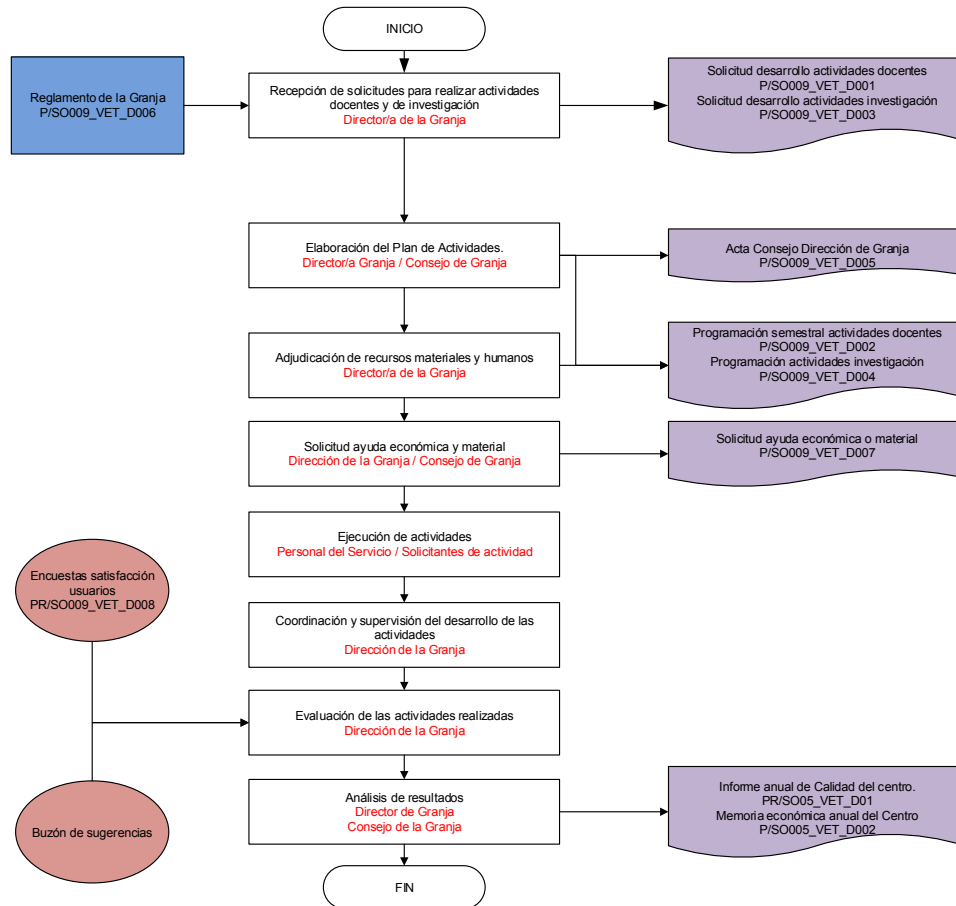 INICIO
Reglamento de la Granja
P/SO009_VET_D006
Recepción de solicitudes para realizar actividades
docentes y de investigación
Director/a de la Granja
Solicitud desarrollo actividades docentes
P/SO009_VET_D001
Solicitud desarrollo actividades investigación
P/SO009_VET_D003
Elaboración del Plan de Actividades.
Director/a Granja / Consejo de Granja
Acta Consejo Dirección de Granja
P/SO009_VET_D005
Adjudicación de recursos materiales y humanos
Director/a de la Granja
Programación semestral actividades docentes
P/SO009_VET_D002
Programación actividades investigación
P/SO009_VET_D004
Solicitud ayuda económica y material
Dirección de la Granja / Consejo de Granja
Solicitud ayuda económica o material
P/SO009_VET_D007
Ejecución de actividades
Personal del Servicio / Solicitantes de actividad
Encuestas satisfacción
usuarios
PR/SO009_VET_D008
Coordinación y supervisión del desarrollo de las
actividades
Dirección de la Granja
Evaluación de las actividades realizadas
Dirección de la Granja
Buzón de sugerencias
Análisis de resultados
Director de Granja
Consejo de la Granja
Informe anual de Calidad del centro.
PR/SO05_VET_D01
Memoria económica anual del Centro
P/SO005_VET_D002
FIN